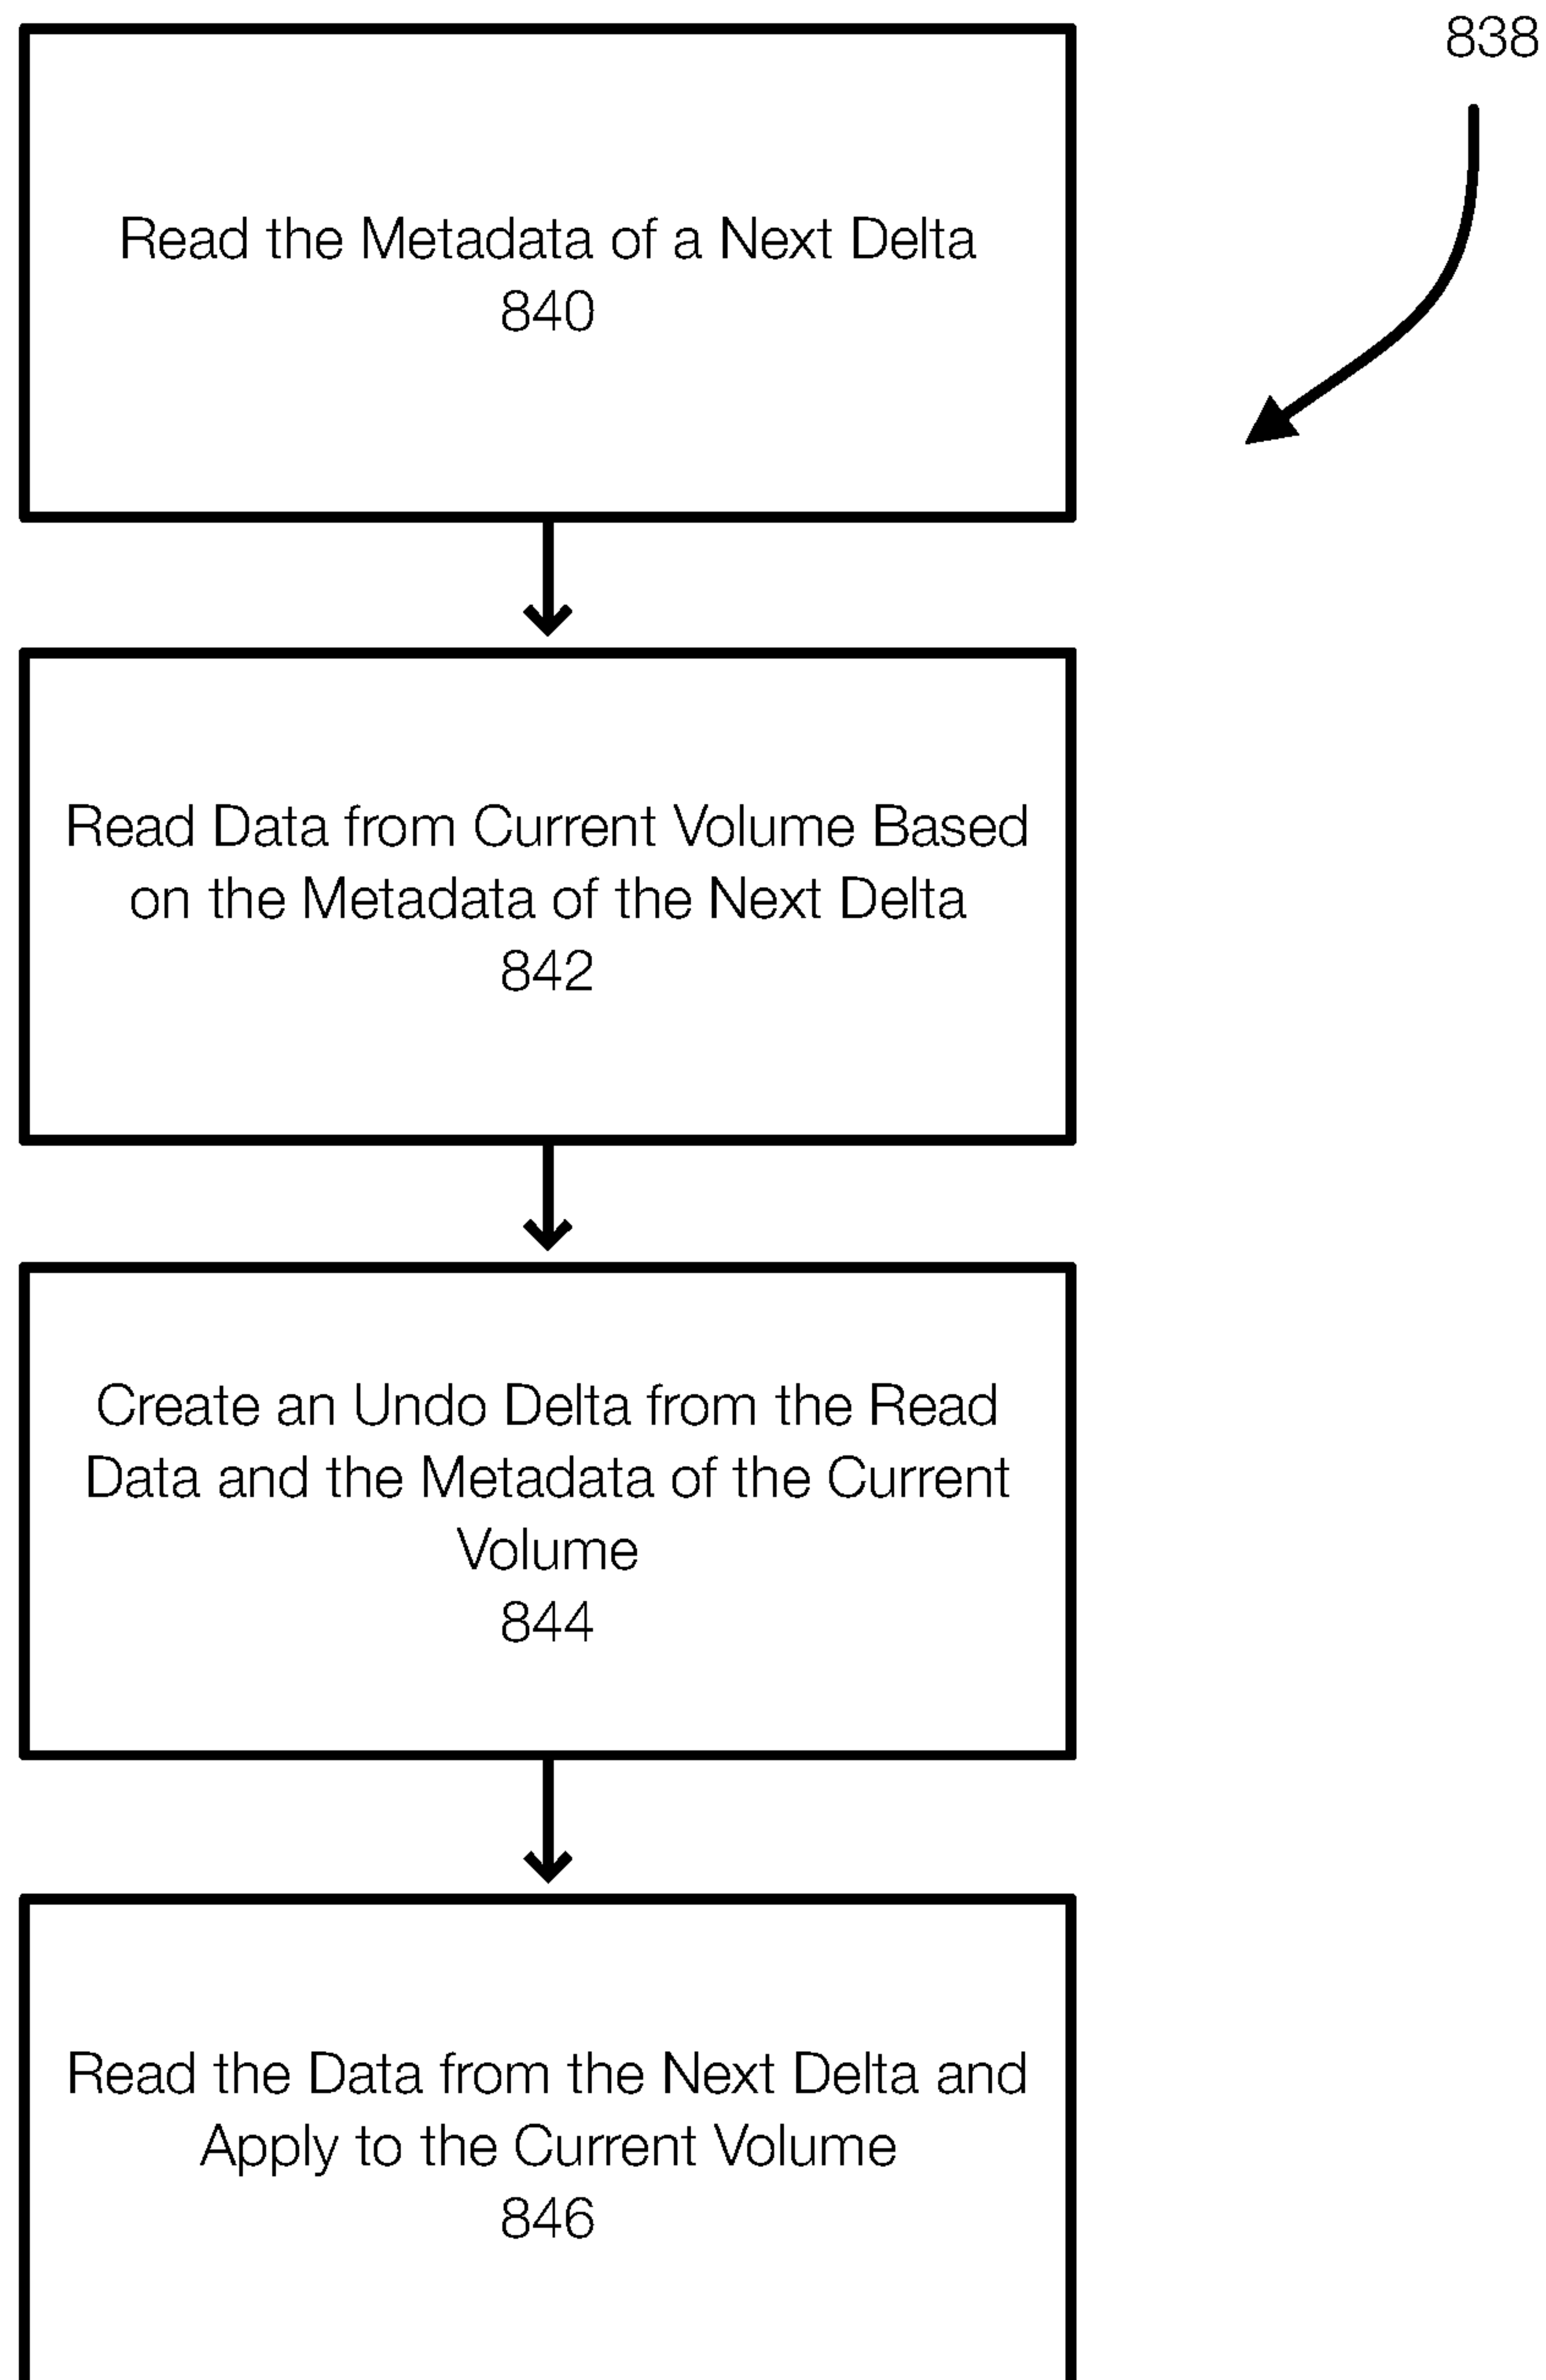 838
Read the Metadata of a Next Delta
840
Read Data from Current Volume Based
on the Metadata of the Next Delta
842
Create an Undo Delta from the Read
Data and the Metadata of the Current
Volume
844
Read the Data from the Next Delta and
Apply to the Current Volume
846